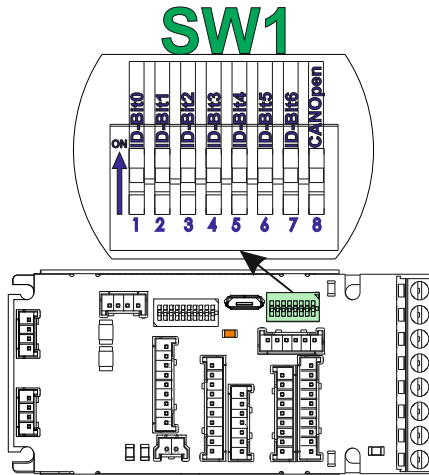 SW1
ID-Bit0 ID-Bit1 ID-Bit2 ID-Bit3 ID-Bit4 ID-Bit5 ID-Bit6 CANOpen
ON
1 2 3 4 5 6 7 8